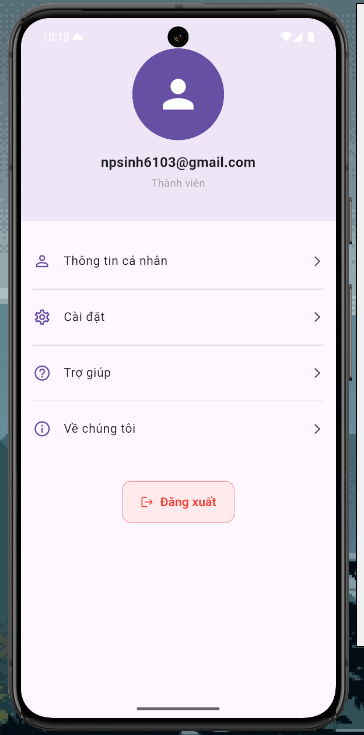 10:18
npsinh6103@gmail.com
Thành viên
Thông tin cá nhân
Cài đặt
Trợ giúp
Về chúng tôi
Đăng xuất